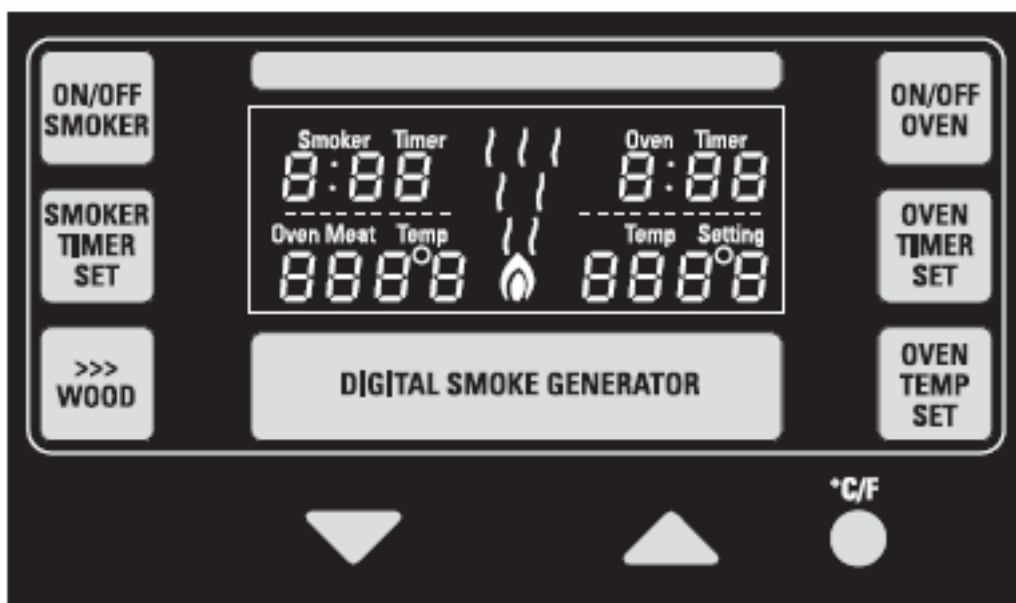 ON/OFF
SMOKER
SMOKER
TIMER
SET
>>>
WOOD
Smoker Timer
8:88
Oven Timer
8:88
Oven Meat Temp
888°8
Temp Setting
888°8
DIGITAL SMOKE GENERATOR
ON/OFF
OVEN
OVEN
TIMER
SET
OVEN
TEMP
SET
°C/F